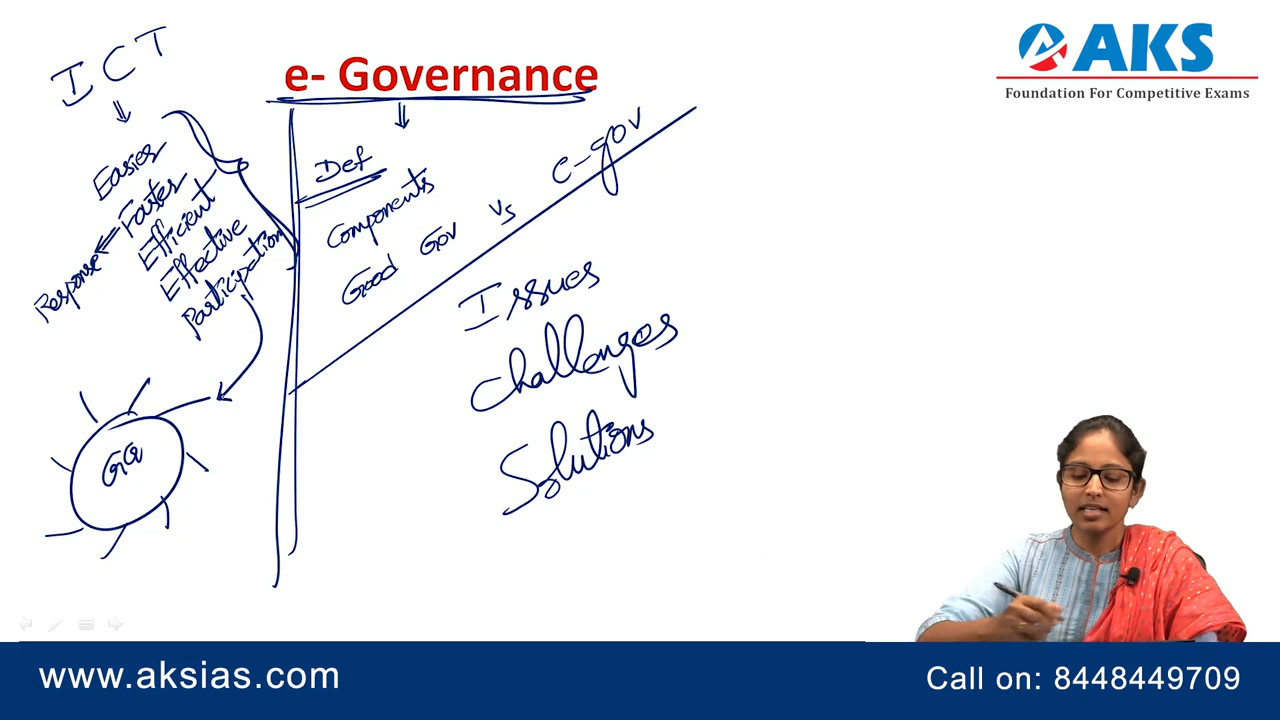 ICT
Easier
Faster
Response
Efficient
Effective
Participation
GG
e- Governance
Def
Components
Good Gov vs e-gov
Issues
Challenges
Solutions
AKS
Foundation For Competitive Exams
www.aksias.com
Call on: 8448449709